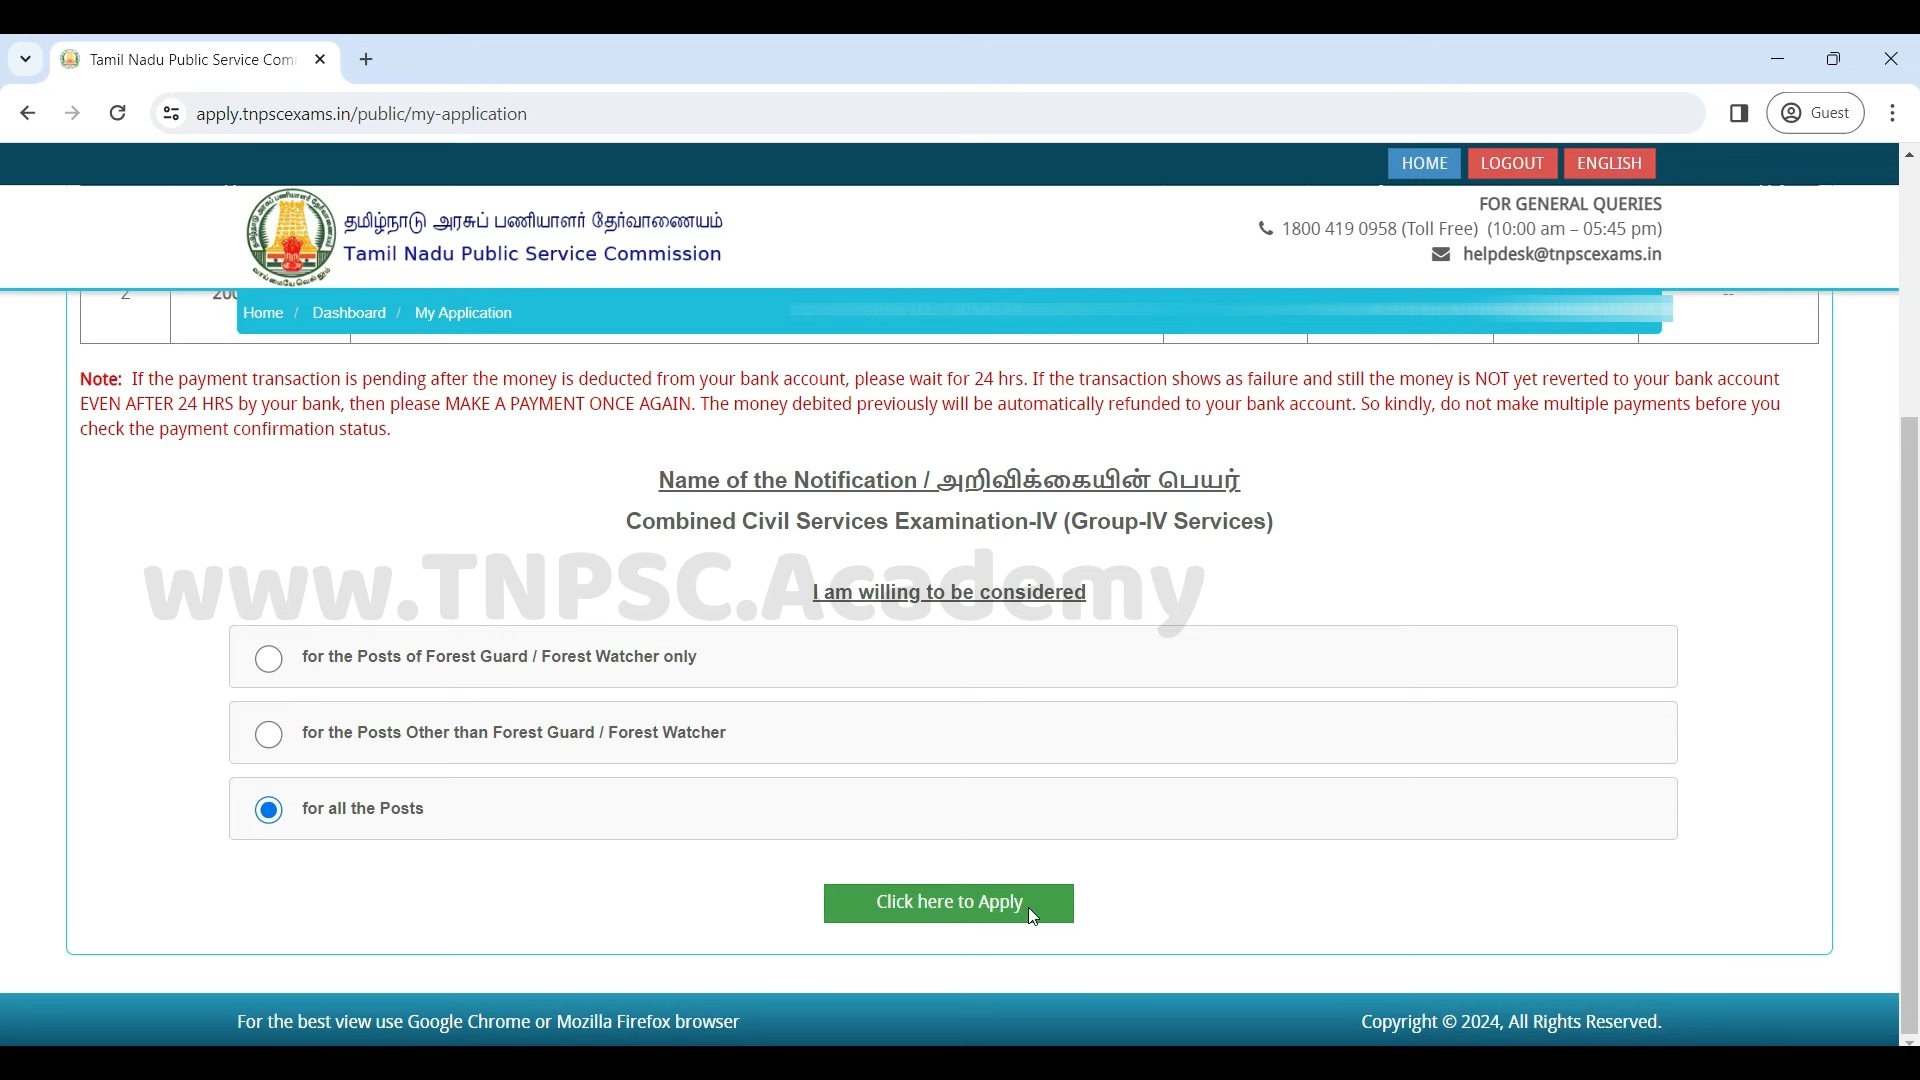 Tamil Nadu Public Service Com
apply.tnpscexams.in/public/my-application
Guest
HOME
LOGOUT
ENGLISH
தமிழ்நாடு அரசுப் பணியாளர் தேர்வாணையம்
Tamil Nadu Public Service Commission
FOR GENERAL QUERIES
1800 419 0958 (Toll Free) (10:00 am – 05:45 pm)
helpdesk@tnpscexams.in
Home / Dashboard / My Application
Note: If the payment transaction is pending after the money is deducted from your bank account, please wait for 24 hrs. If the transaction shows as failure and still the money is NOT yet reverted to your bank account
EVEN AFTER 24 HRS by your bank, then please MAKE A PAYMENT ONCE AGAIN. The money debited previously will be automatically refunded to your bank account. So kindly, do not make multiple payments before you
check the payment confirmation status.
Name of the Notification / அறிவிக்கையின் பெயர்
Combined Civil Services Examination-IV (Group-IV Services)
www.TNPSC.Academy
I am willing to be considered
for the Posts of Forest Guard / Forest Watcher only
for the Posts Other than Forest Guard / Forest Watcher
for all the Posts
Click here to Apply
For the best view use Google Chrome or Mozilla Firefox browser
Copyright © 2024, All Rights Reserved.